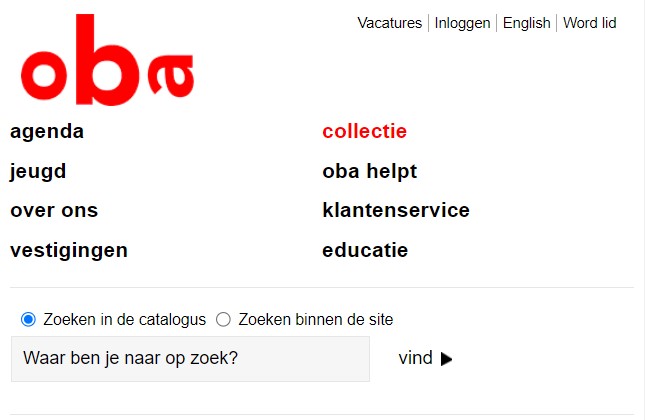 oba
Vacatures Inloggen English Word lid
agenda
collectie
jeugd
oba helpt
over ons
klantenservice
vestigingen
educatie
Zoeken in de catalogus Zoeken binnen de site
Waar ben je naar op zoek? vind